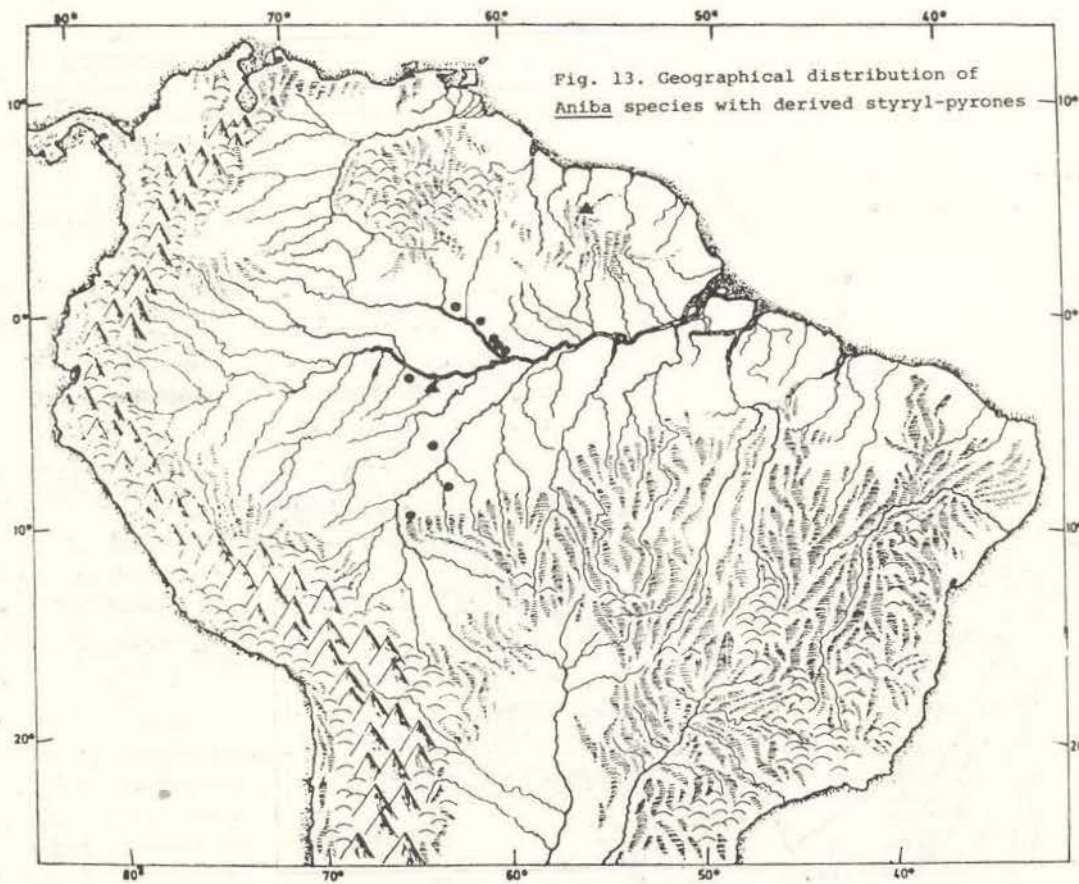 80° 70° 60° 50° 40°
Fig. 13. Geographical distribution of
Aniba species with derived styryl-pyrones
10° 10°
0° 0°
10° 10°
20° 20
80° 70° 60° 50° 40°